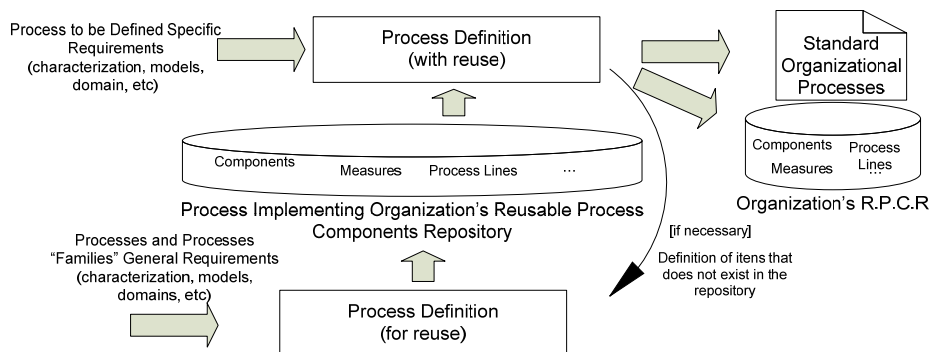 Process to be Defined Specific
Requirements
(characterization, models,
domain, etc)
Process Definition
(with reuse)
Standard
Organizational
Processes
Components
Measures
Process Lines
...
Components
Process
Lines
Measures
...
Organization's R.P.C.R
Process Implementing Organization's Reusable Process
Components Repository
Processes and Processes
“Families” General Requirements
(characterization, models,
domains, etc)
[if necessary]
Definition of itens that
does not exist in the
repository
Process Definition
(for reuse)